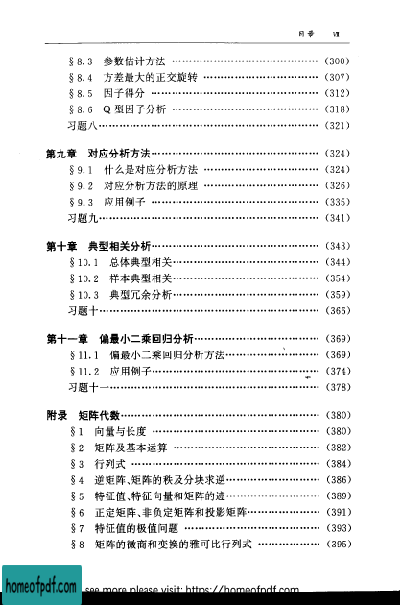 目录 Ⅶ
§8.3 参数估计方法 ……………………………… (300)
§8.4 方差最大的正交旋转 ……………………………… (307)
§8.5 因子得分 ……………………………… (312)
§8.6 Q型因子分析 ……………………………… (318)
习题八……………………………… (321)
第九章 对应分析方法……………………………… (324)
§9.1 什么是对应分析方法 ……………………………… (324)
§9.2 对应分析方法的原理 ……………………………… (326)
§9.3 应用例子 ……………………………… (335)
习题九……………………………… (341)
第十章 典型相关分析……………………………… (343)
§10.1 总体典型相关……………………………… (344)
§10.2 样本典型相关……………………………… (354)
§10.3 典型冗余分析……………………………… (359)
习题十……………………………… (365)
第十一章 偏最小二乘回归分析……………………………… (369)
§11.1 偏最小二乘回归分析方法……………………………… (369)
§11.2 应用例子……………………………… (374)
习题十一……………………………… (378)
附录 矩阵代数……………………………… (380)
§1 向量与长度 ……………………………… (380)
§2 矩阵及基本运算 ……………………………… (382)
§3 行列式 ……………………………… (384)
§4 逆矩阵、矩阵的秩及分块求逆……………………………… (386)
§5 特征值、特征向量和矩阵的迹……………………………… (389)
§6 正定矩阵、非负定矩阵和投影矩阵……………………………… (391)
§7 特征值的极值问题 ……………………………… (393)
§8 矩阵的微商和变换的雅可比行列式 ……………………………… (396)
homeofpdf.com
see more please visit: https://homeofpdf.com